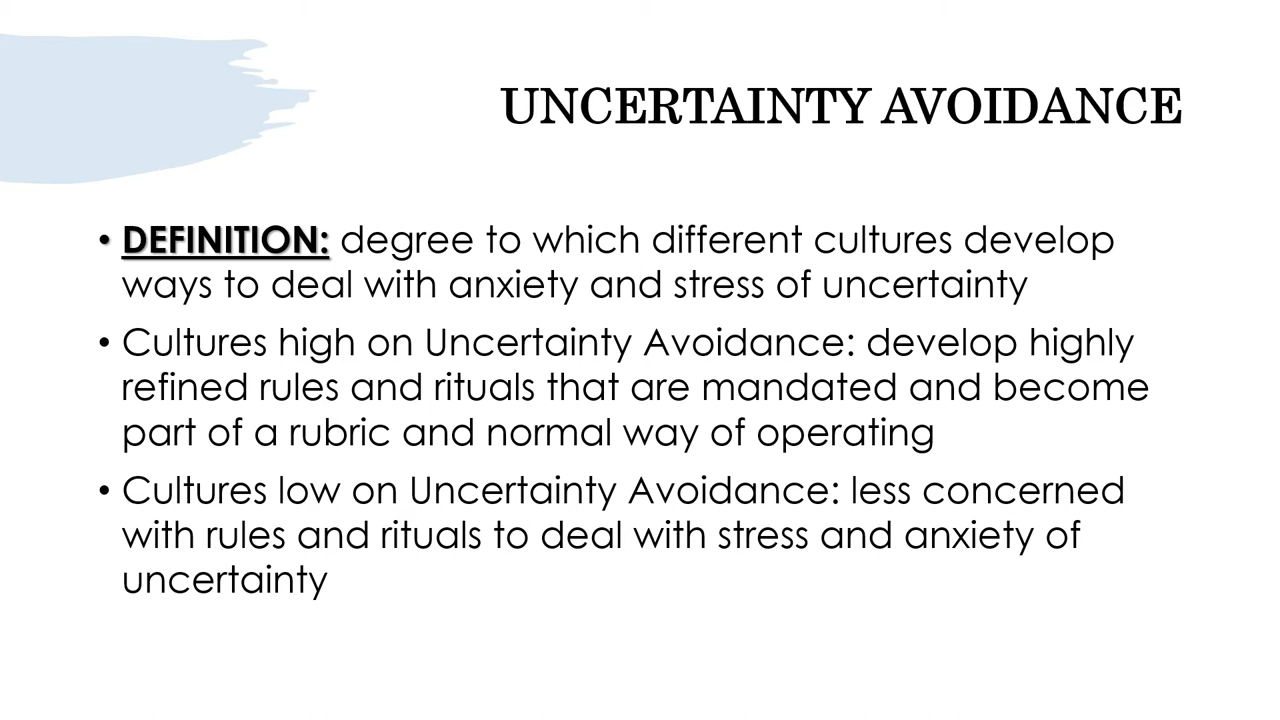 UNCERTAINTY AVOIDANCE
• DEFINITION: degree to which different cultures develop
ways to deal with anxiety and stress of uncertainty
• Cultures high on Uncertainty Avoidance: develop highly
refined rules and rituals that are mandated and become
part of a rubric and normal way of operating
• Cultures low on Uncertainty Avoidance: less concerned
with rules and rituals to deal with stress and anxiety of
uncertainty